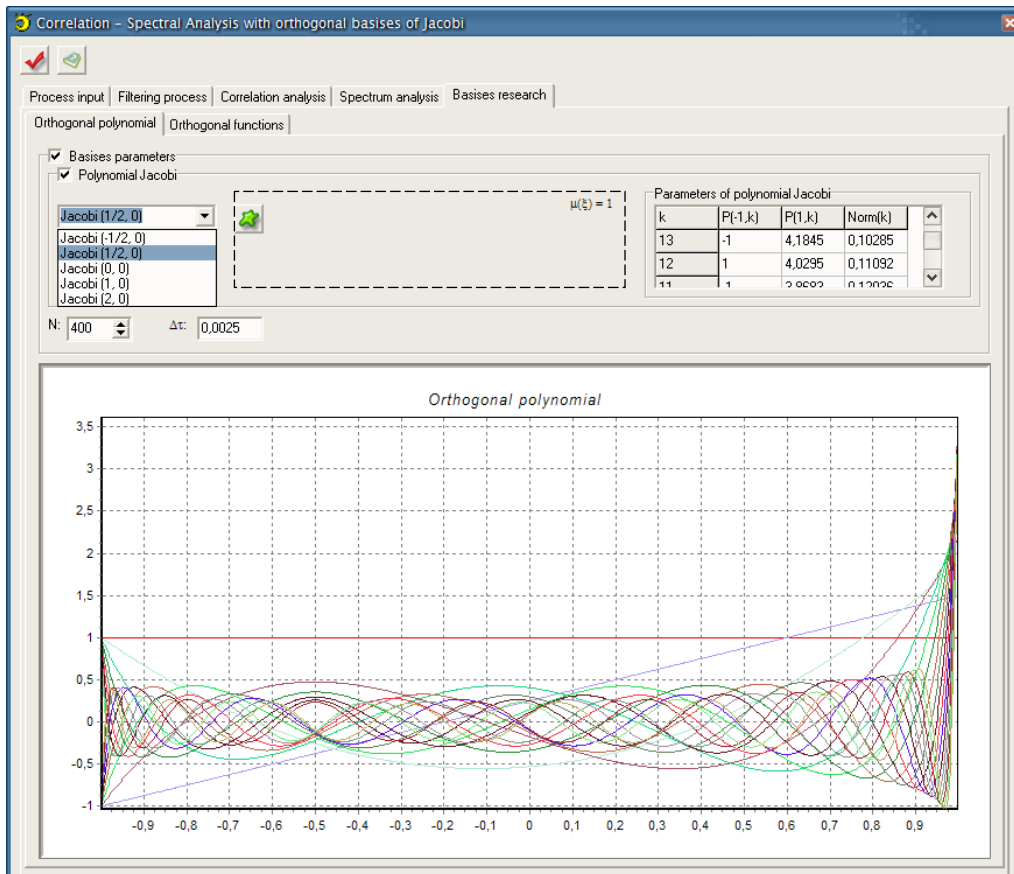 Correlation - Spectral Analysis with orthogonal basises of Jacobi
Process input Filtering process Correlation analysis Spectrum analysis Basises research
Orthogonal polynomial Orthogonal functions
Basises parameters
Polynomial Jacobi
Jacobi (1/2, 0)
Jacobi (-1/2, 0)
Jacobi (1/2, 0)
Jacobi (0, 0)
Jacobi (1, 0)
Jacobi (2, 0)
μ(ξ) = 1
Parameters of polynomial Jacobi
k P(-1,k) P(1,k) Norm(k)
13 -1 4,1845 0,10285
12 1 4,0295 0,11092
11 -1 3,8683 0,12036
N: 400 Δτ: 0,0025
Orthogonal polynomial
3,5
3
2,5
2
1,5
1
0,5
0
-0,5
-1
-0,9 -0,8 -0,7 -0,6 -0,5 -0,4 -0,3 -0,2 -0,1 0 0,1 0,2 0,3 0,4 0,5 0,6 0,7 0,8 0,9